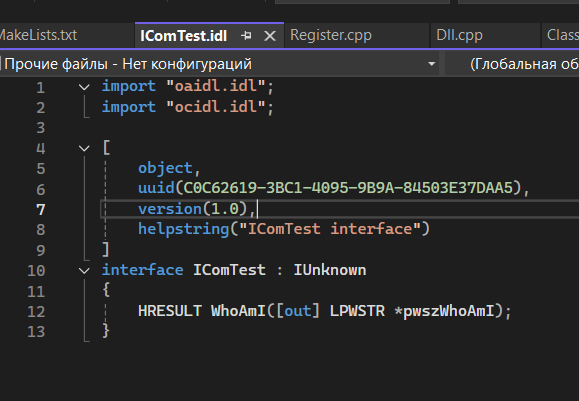 MakeLists.txt IComTest.idl Register.cpp Dll.cpp Class
Прочие файлы - Нет конфигураций (Глобальная об
1 import "oaidl.idl";
2 import "ocidl.idl";
3
4 [
5 object,
6 uuid(C0C62619-3BC1-4095-9B9A-84503E37DAA5),
7 version(1.0),
8 helpstring("IComTest interface")
9 ]
10 interface IComTest : IUnknown
11 {
12 HRESULT WhoAmI([out] LPWSTR *pwszWhoAmI);
13 }